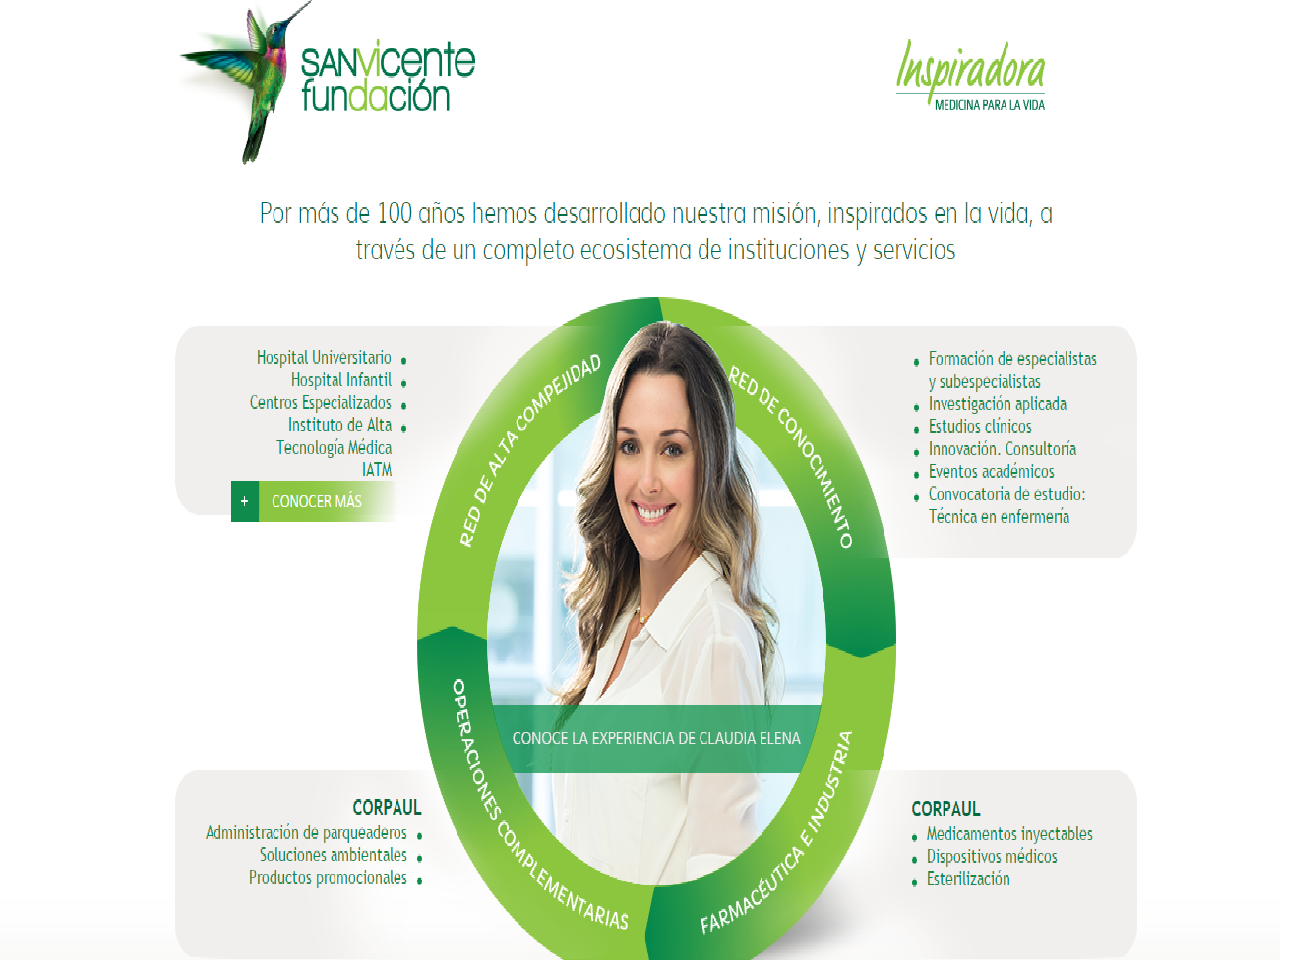 SANVICENTE
fundación
Inspiradora
MEDICINA PARA LA VIDA
Por más de 100 años hemos desarrollado nuestra misión, inspirados en la vida, a
través de un completo ecosistema de instituciones y servicios
RED DE ALTA COMPEJIDAD
RED DE CONOCIMIENTO
Hospital Universitario
Hospital Infantil
Centros Especializados
Instituto de Alta
Tecnología Médica
IATM
+ CONOCER MÁS
Formación de especialistas
y subespecialistas
Investigación aplicada
Estudios clínicos
Innovación. Consultoría
Eventos académicos
Convocatoria de estudio:
Técnica en enfermería
CONOCE LA EXPERIENCIA DE CLAUDIA ELENA
OPERACIONES COMPLEMENTARIAS
FARMACÉUTICA E INDUSTRIA
CORPAUL
Administración de parqueaderos
Soluciones ambientales
Productos promocionales
CORPAUL
Medicamentos inyectables
Dispositivos médicos
Esterilización